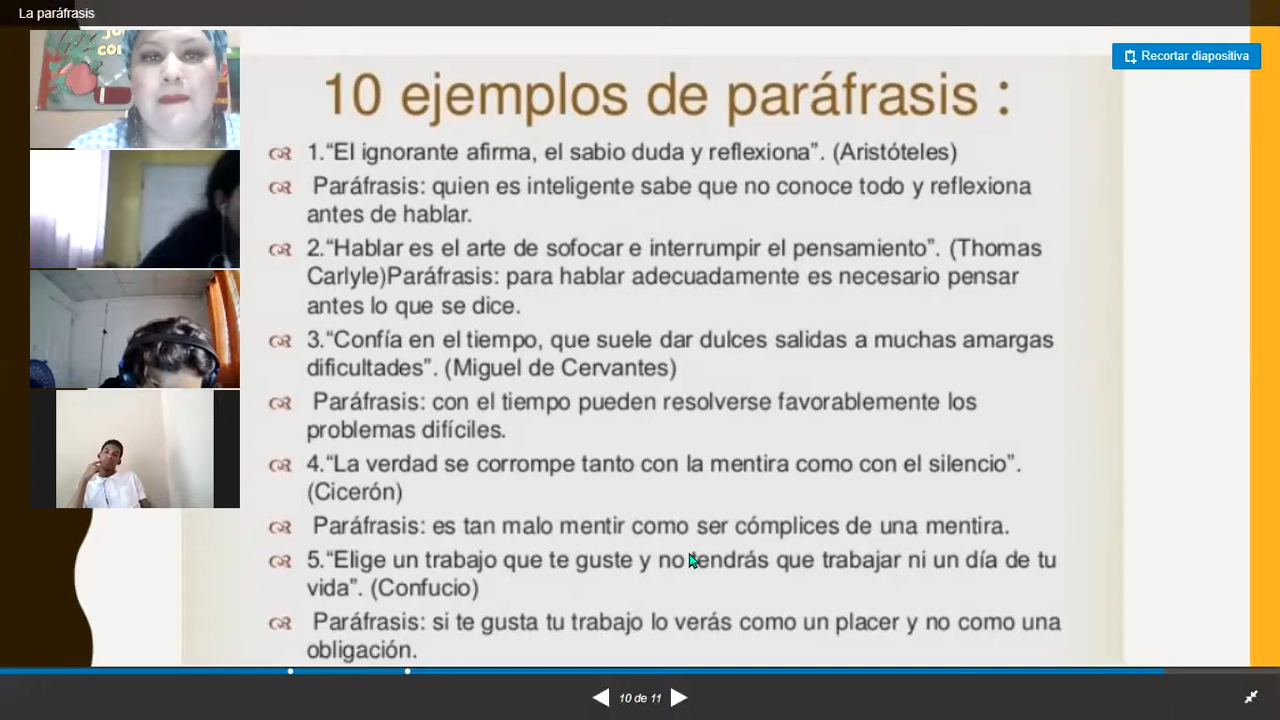 La paráfrasis
Recortar diapositiva
10 ejemplos de paráfrasis :
1.“El ignorante afirma, el sabio duda y reflexiona”. (Aristóteles)
Paráfrasis: quien es inteligente sabe que no conoce todo y reflexiona
antes de hablar.
2.“Hablar es el arte de sofocar e interrumpir el pensamiento”. (Thomas
Carlyle)Paráfrasis: para hablar adecuadamente es necesario pensar
antes lo que se dice.
3.“Confía en el tiempo, que suele dar dulces salidas a muchas amargas
dificultades”. (Miguel de Cervantes)
Paráfrasis: con el tiempo pueden resolverse favorablemente los
problemas difíciles.
4.“La verdad se corrompe tanto con la mentira como con el silencio”.
(Cicerón)
Paráfrasis: es tan malo mentir como ser cómplices de una mentira.
5.“Elige un trabajo que te guste y no tendrás que trabajar ni un día de tu
vida”. (Confucio)
Paráfrasis: si te gusta tu trabajo lo verás como un placer y no como una
obligación.
10 de 11